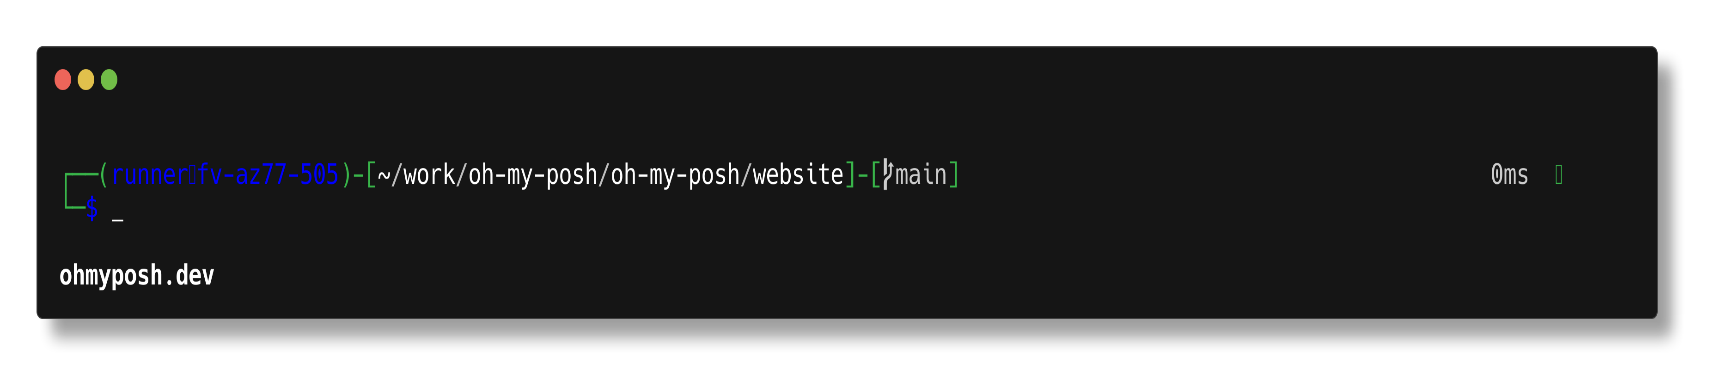 ┌──(runner▯fv-az77-505)-[~/work/oh-my-posh/oh-my-posh/website]-[main] 0ms ▯
└─$ _
ohmyposh.dev